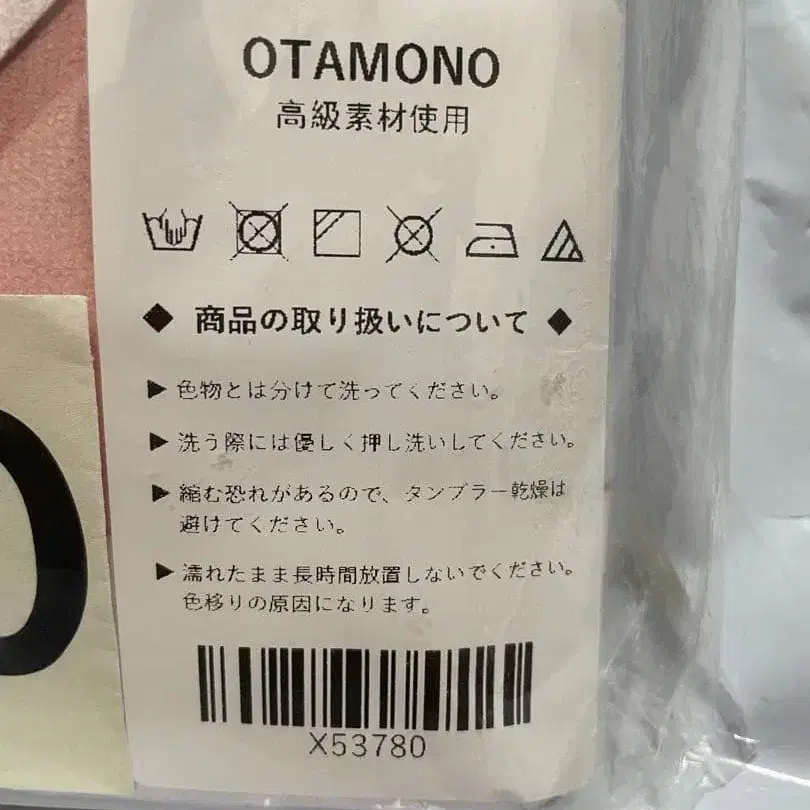 OTAMONO
高級素材使用
◆ 商品の取り扱いについて ◆
▶ 色物とは分けて洗ってください。
▶ 洗う際には優しく押し洗いしてください。
▶ 縮む恐れがあるので、タンブラー乾燥は
避けてください。
▶ 濡れたまま長時間放置しないでください。
色移りの原因になります。
X53780